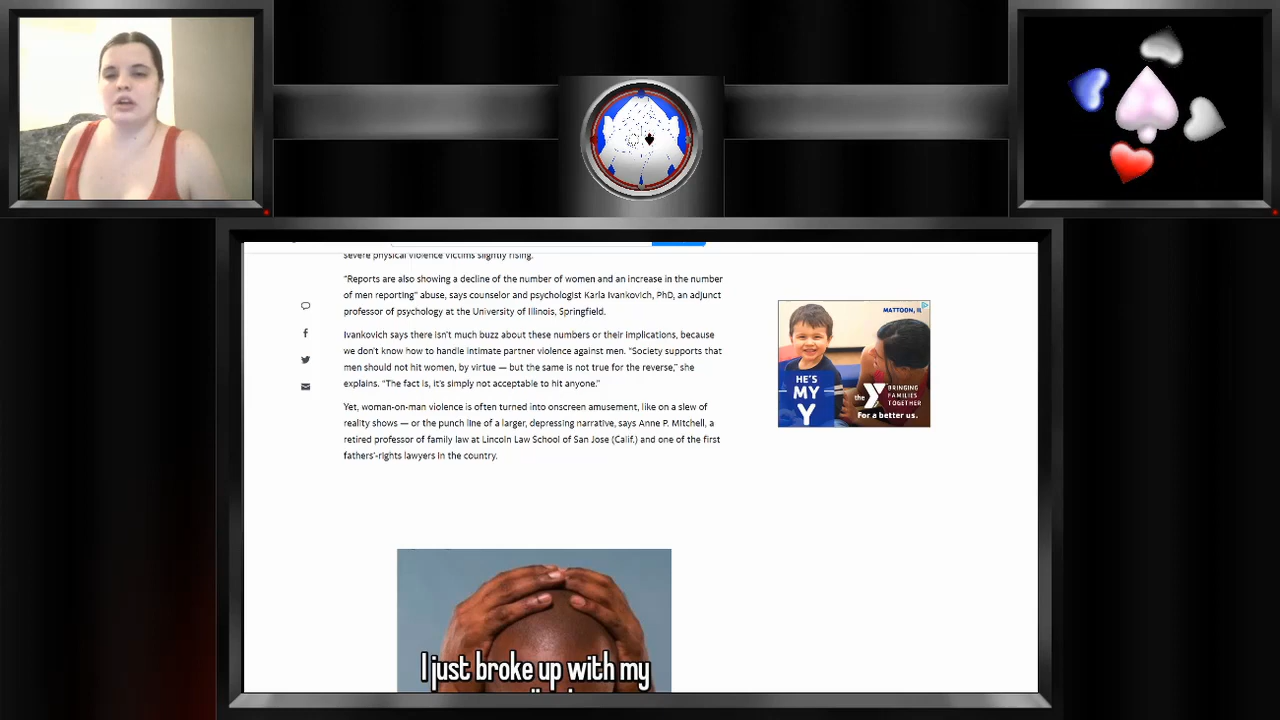 severe physical violence victims slightly rising.
“Reports are also showing a decline of the number of women and an increase in the number
of men reporting” abuse, says counselor and psychologist Karla Ivankovich, PhD, an adjunct
professor of psychology at the University of Illinois, Springfield.
Ivankovich says there isn’t much buzz about these numbers or their implications, because
we don’t know how to handle intimate partner violence against men. “Society supports that
men should not hit women, by virtue — but the same is not true for the reverse,” she
explains. “The fact is, it’s simply not acceptable to hit anyone.”
Yet, woman-on-man violence is often turned into onscreen amusement, like on a slew of
reality shows — or the punch line of a larger, depressing narrative, says Anne P. Mitchell, a
retired professor of family law at Lincoln Law School of San Jose (Calif.) and one of the first
fathers’-rights lawyers in the country.
MATTOON, IL
HE'S
MY
Y
the Y
BRINGING
FAMILIES
TOGETHER
For a better us.
I just broke up with my